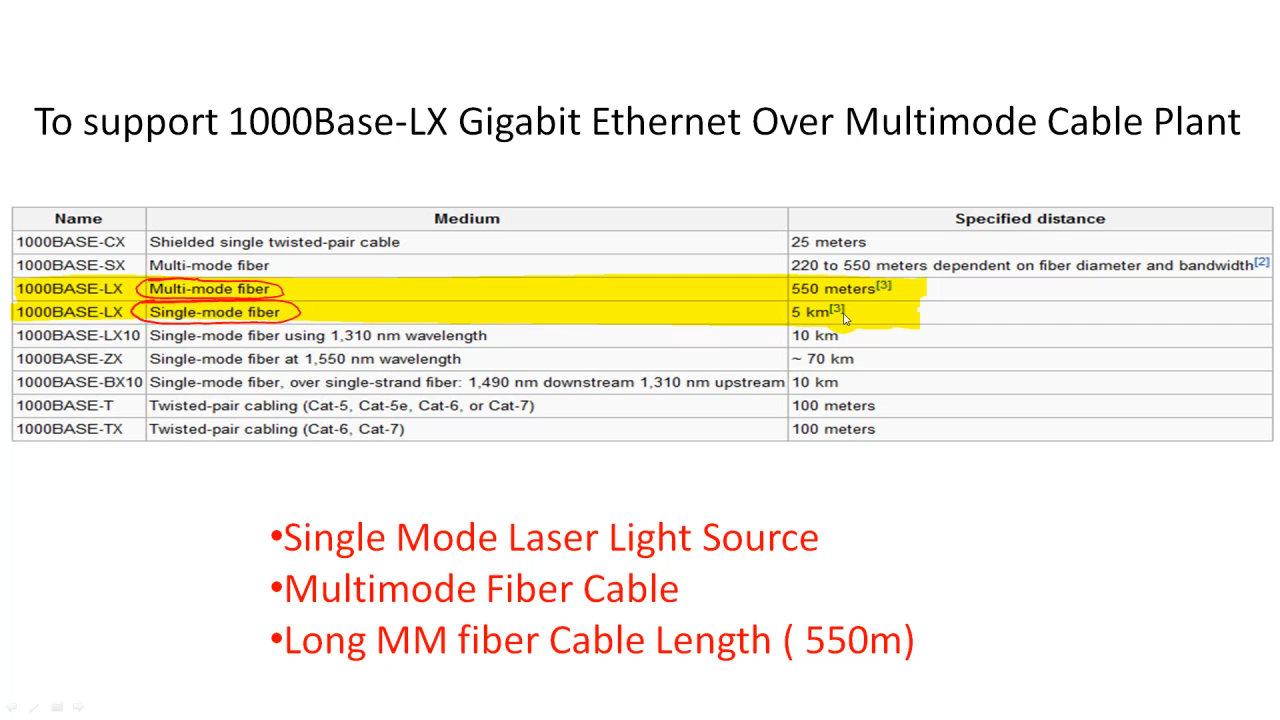 To support 1000Base-LX Gigabit Ethernet Over Multimode Cable Plant
Name Medium Specified distance
1000BASE-CX Shielded single twisted-pair cable 25 meters
1000BASE-SX Multi-mode fiber 220 to 550 meters dependent on fiber diameter and bandwidth[2]
1000BASE-LX Multi-mode fiber 550 meters[3]
1000BASE-LX Single-mode fiber 5 km[3]
1000BASE-LX10 Single-mode fiber using 1,310 nm wavelength 10 km
1000BASE-ZX Single-mode fiber at 1,550 nm wavelength ~ 70 km
1000BASE-BX10 Single-mode fiber, over single-strand fiber: 1,490 nm downstream 1,310 nm upstream 10 km
1000BASE-T Twisted-pair cabling (Cat-5, Cat-5e, Cat-6, or Cat-7) 100 meters
1000BASE-TX Twisted-pair cabling (Cat-6, Cat-7) 100 meters
•Single Mode Laser Light Source
•Multimode Fiber Cable
•Long MM fiber Cable Length ( 550m)